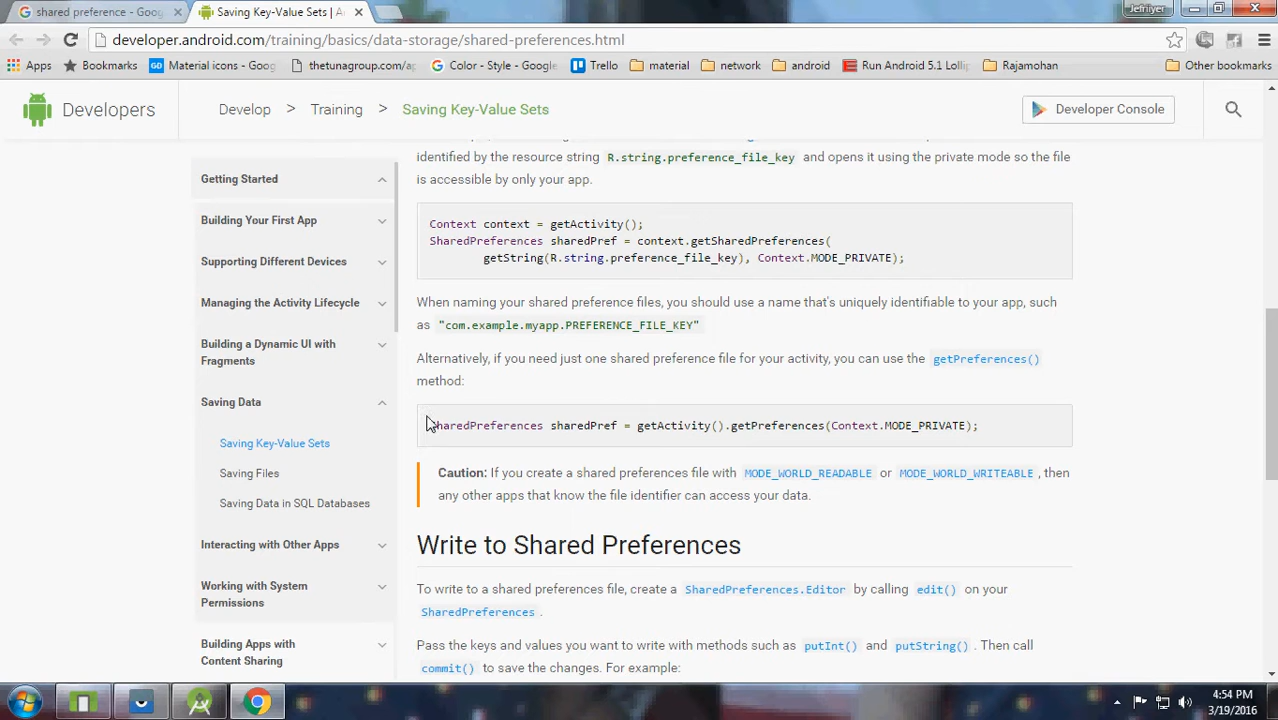 shared preference - Goo
Saving Key-Value Sets | A
Jefrilyer
developer.android.com/training/basics/data-storage/shared-preferences.html
Apps
Bookmarks
Material icons - Goo
thetunagroup.com/a
Color - Style - Google
Trello
material
network
android
Run Android 5.1 Lolli
Rajamohan
Other bookmarks
Developers
Develop > Training > Saving Key-Value Sets
Developer Console
Getting Started
Building Your First App
Supporting Different Devices
Managing the Activity Lifecycle
Building a Dynamic UI with
Fragments
Saving Data
Saving Key-Value Sets
Saving Files
Saving Data in SQL Databases
Interacting with Other Apps
Working with System
Permissions
Building Apps with
Content Sharing
identified by the resource string R.string.preference_file_key and opens it using the private mode so the file
is accessible by only your app.
Context context = getActivity();
SharedPreferences sharedPref = context.getSharedPreferences(
getString(R.string.preference_file_key), Context.MODE_PRIVATE);
When naming your shared preference files, you should use a name that's uniquely identifiable to your app, such
as "com.example.myapp.PREFERENCE_FILE_KEY"
Alternatively, if you need just one shared preference file for your activity, you can use the getPreferences()
method:
SharedPreferences sharedPref = getActivity().getPreferences(Context.MODE_PRIVATE);
Caution: If you create a shared preferences file with MODE_WORLD_READABLE or MODE_WORLD_WRITEABLE , then
any other apps that know the file identifier can access your data.
Write to Shared Preferences
To write to a shared preferences file, create a SharedPreferences.Editor by calling edit() on your
SharedPreferences .
Pass the keys and values you want to write with methods such as putInt() and putString() . Then call
commit() to save the changes. For example:
4:54 PM
3/19/2016